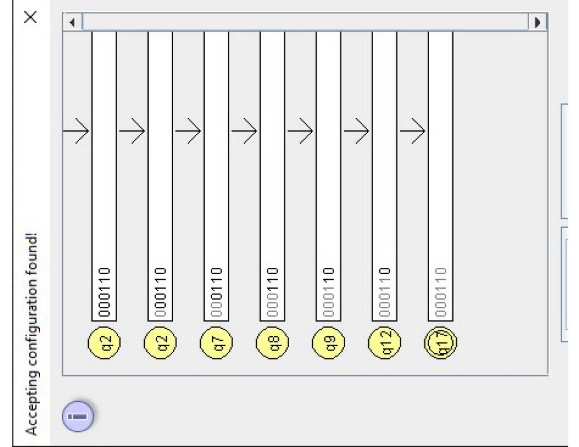 Accepting configuration found!
q2 000110
q2 000110
q7 000110
q8 000110
q9 000110
q12 000110
q17 000110